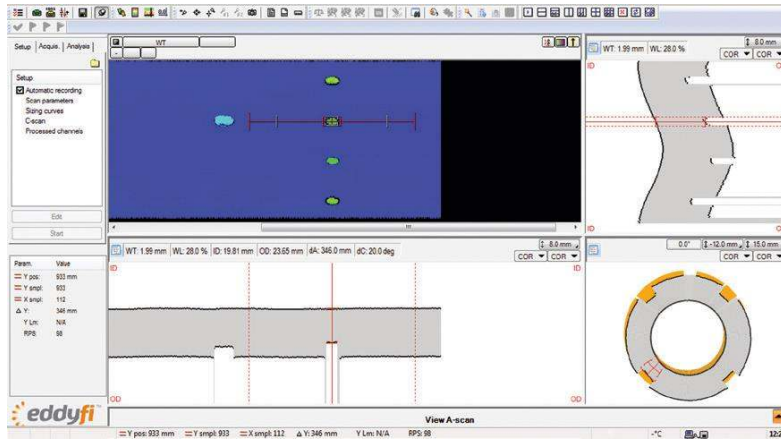 WT
Setup Acquis. Analysis
Setup
Automatic recording
Scan parameters
Sizing curves
C-scan
Processed channels
Edit
Start
WT: 1.99 mm WL: 28.0 %
8.0 mm
COR COR
ID
OD
WT: 1.99 mm WL: 28.0 % ID: 19.81 mm OD: 23.65 mm dA: 346.0 mm dC: 20.0 deg
8.0 mm
COR COR
ID ID
OD OD
0.0° -12.0 mm 15.0 mm
COR COR
Param. Value
Y pos: 933 mm
Y smpl: 933
X smpl: 112
Δ Y: 346 mm
Y Lm: N/A
RPS: 98
eddyfi
View A-scan
Y pos: 933 mm Y smpl: 933 X smpl: 112 Δ Y: 346 mm Y Lm: N/A RPS: 98
-°C